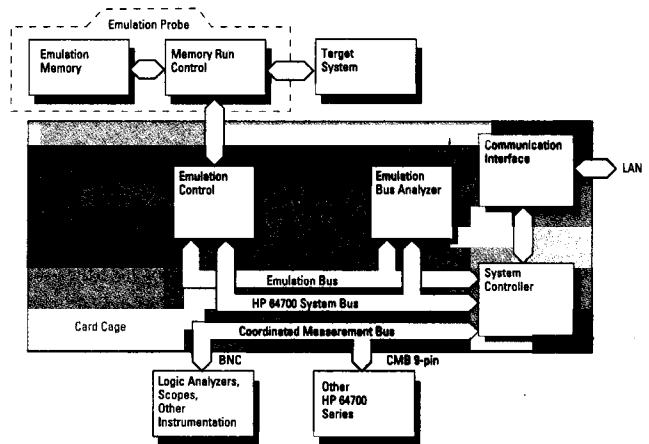 Emulation Probe
Emulation
Memory
Memory Run
Control
Target
System
Emulation
Control
Emulation
Bus Analyzer
Communication
Interface
LAN
System
Controller
Emulation Bus
HP 64700 System Bus
Card Cage
Coordinated Measurement Bus
BNC
CMB 9-pin
Logic Analyzers,
Scopes,
Other
Instrumentation
Other
HP 64700
Series